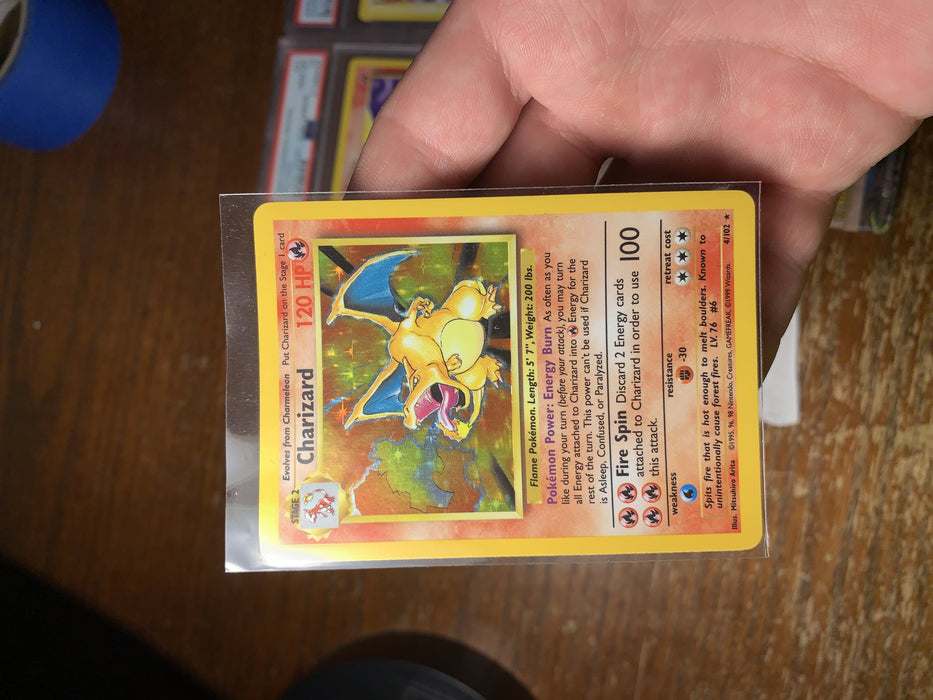 STAGE 2 Evolves from Charmeleon Put Charizard on the Stage 1 card
Charizard 120 HP
Flame Pokémon. Length: 5' 7", Weight: 200 lbs.
Pokémon Power: Energy Burn As often as you
like during your turn (before your attack), you may turn
all Energy attached to Charizard into Energy for the
rest of the turn. This power can't be used if Charizard
is Asleep, Confused, or Paralyzed.
Fire Spin Discard 2 Energy cards
attached to Charizard in order to use 100
this attack.
weakness resistance retreat cost
-30
Spits fire that is hot enough to melt boulders. Known to
unintentionally cause forest fires. LV. 76 #6
Illus. Mitsuhiro Arita ©1995, 96, 98 Nintendo, Creatures, GAMEFREAK. ©1999 Wizards. 4/102 ★